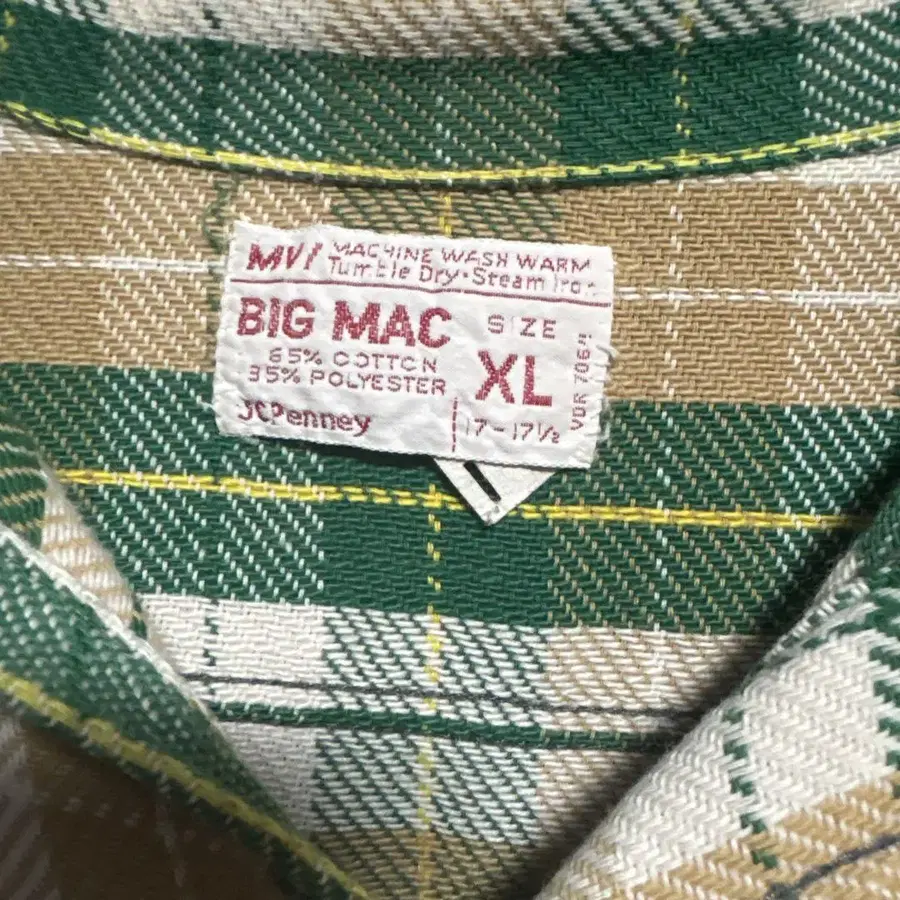 MV1 MACHINE WASH WARM
Tumble Dry•Steam Iron
BIG MAC
65% COTTON
35% POLYESTER
JCPenney
SIZE
XL
17-17½